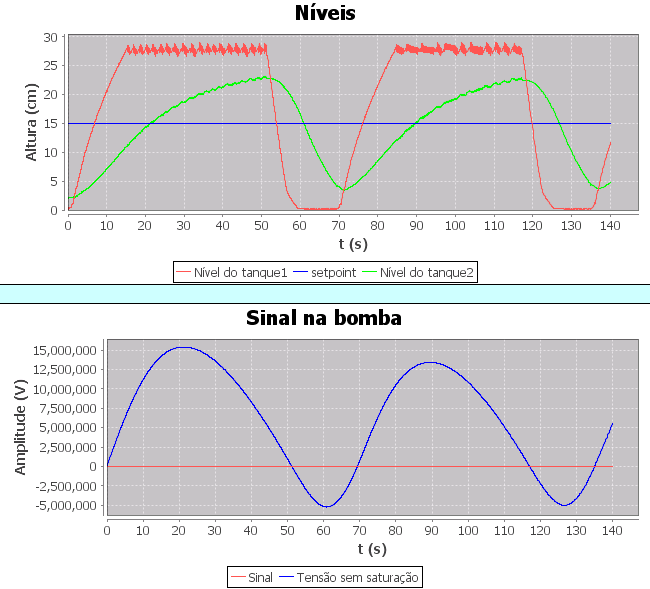 Níveis
30
25
20
15
10
5
0
Altura (cm)
0 10 20 30 40 50 60 70 80 90 100 110 120 130 140
t (s)
Nível do tanque1 setpoint Nível do tanque2
Sinal na bomba
15,000,000
12,500,000
10,000,000
7,500,000
5,000,000
2,500,000
0
-2,500,000
-5,000,000
Amplitude (V)
0 10 20 30 40 50 60 70 80 90 100 110 120 130 140
t (s)
Sinal Tensão sem saturação